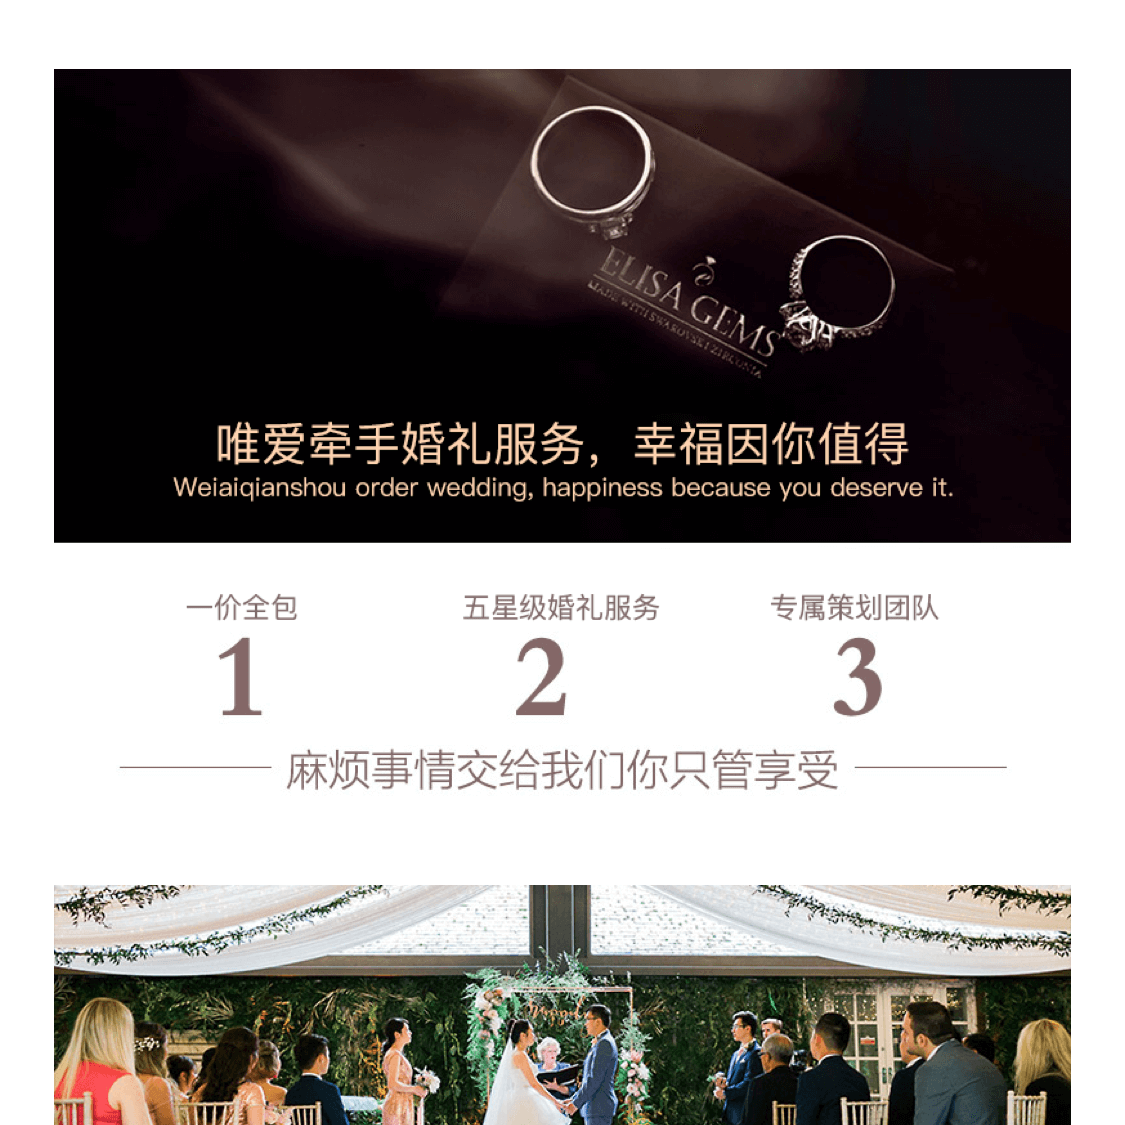 ELISA GEMS
MADE WITH SWAROVSKI ZIRCONIA
唯爱牵手婚礼服务，幸福因你值得
Weiaiqianshou order wedding, happiness because you deserve it.
一价全包 五星级婚礼服务 专属策划团队
1 2 3
麻烦事情交给我们你只管享受